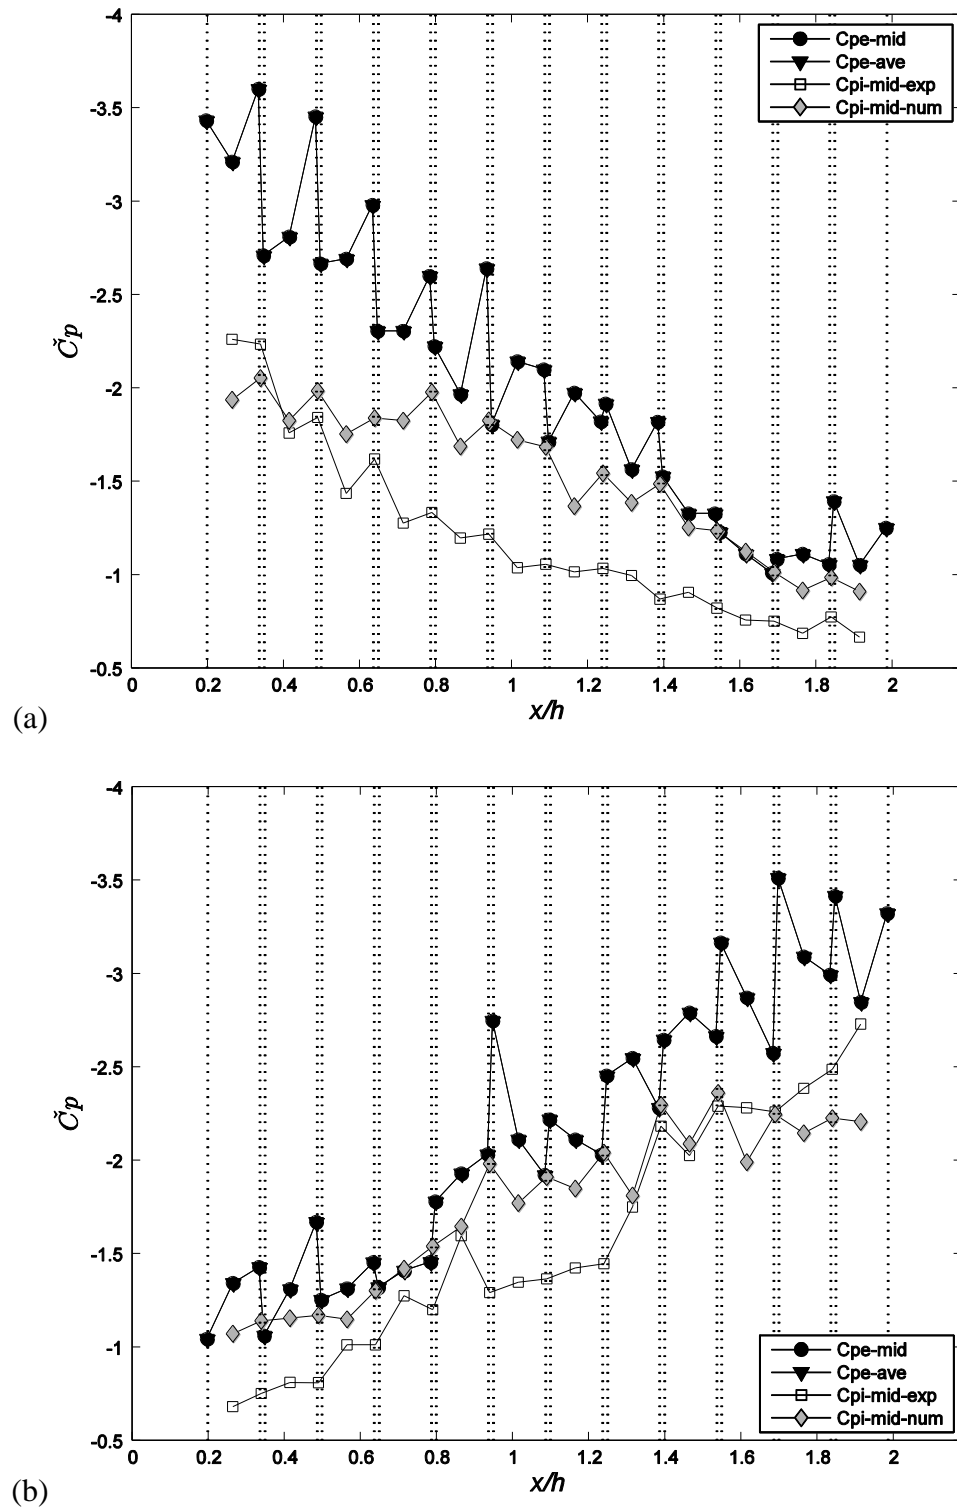 -4
-3.5
-3
-2.5
-2
-1.5
-1
-0.5
Čp
0
0.2
0.4
0.6
0.8
1
1.2
1.4
1.6
1.8
2
x/h
Cpe-mid
Cpe-ave
Cpi-mid-exp
Cpi-mid-num
(a)
-4
-3.5
-3
-2.5
-2
-1.5
-1
-0.5
Čp
0
0.2
0.4
0.6
0.8
1
1.2
1.4
1.6
1.8
2
x/h
Cpe-mid
Cpe-ave
Cpi-mid-exp
Cpi-mid-num
(b)